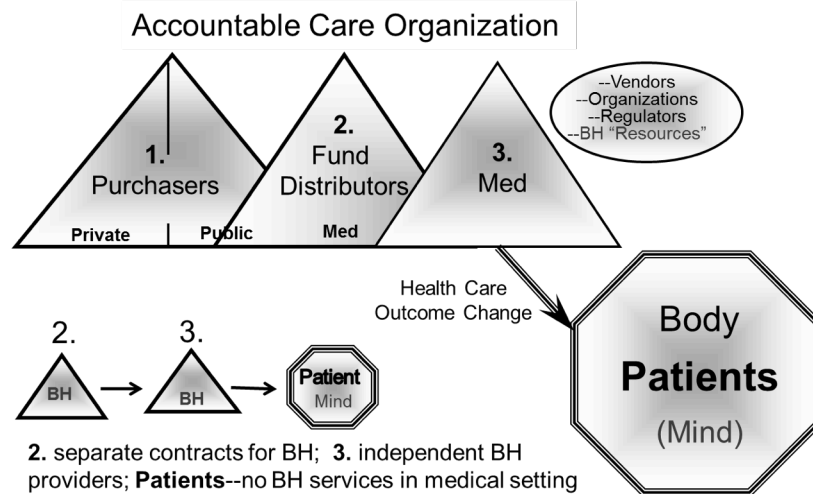 Accountable Care Organization
1.
Purchasers
Private
Public
2.
Fund
Distributors
Med
3.
Med
--Vendors
--Organizations
--Regulators
--BH “Resources”
Health Care
Outcome Change
Body
Patients
(Mind)
2.
BH
3.
BH
Patient
Mind
2. separate contracts for BH; 3. independent BH
providers; Patients--no BH services in medical setting